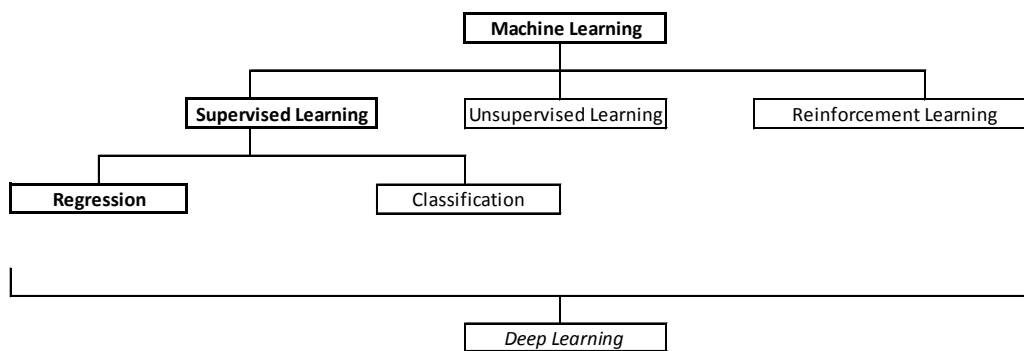 Machine Learning
Supervised Learning
Unsupervised Learning
Reinforcement Learning
Regression
Classification
Deep Learning